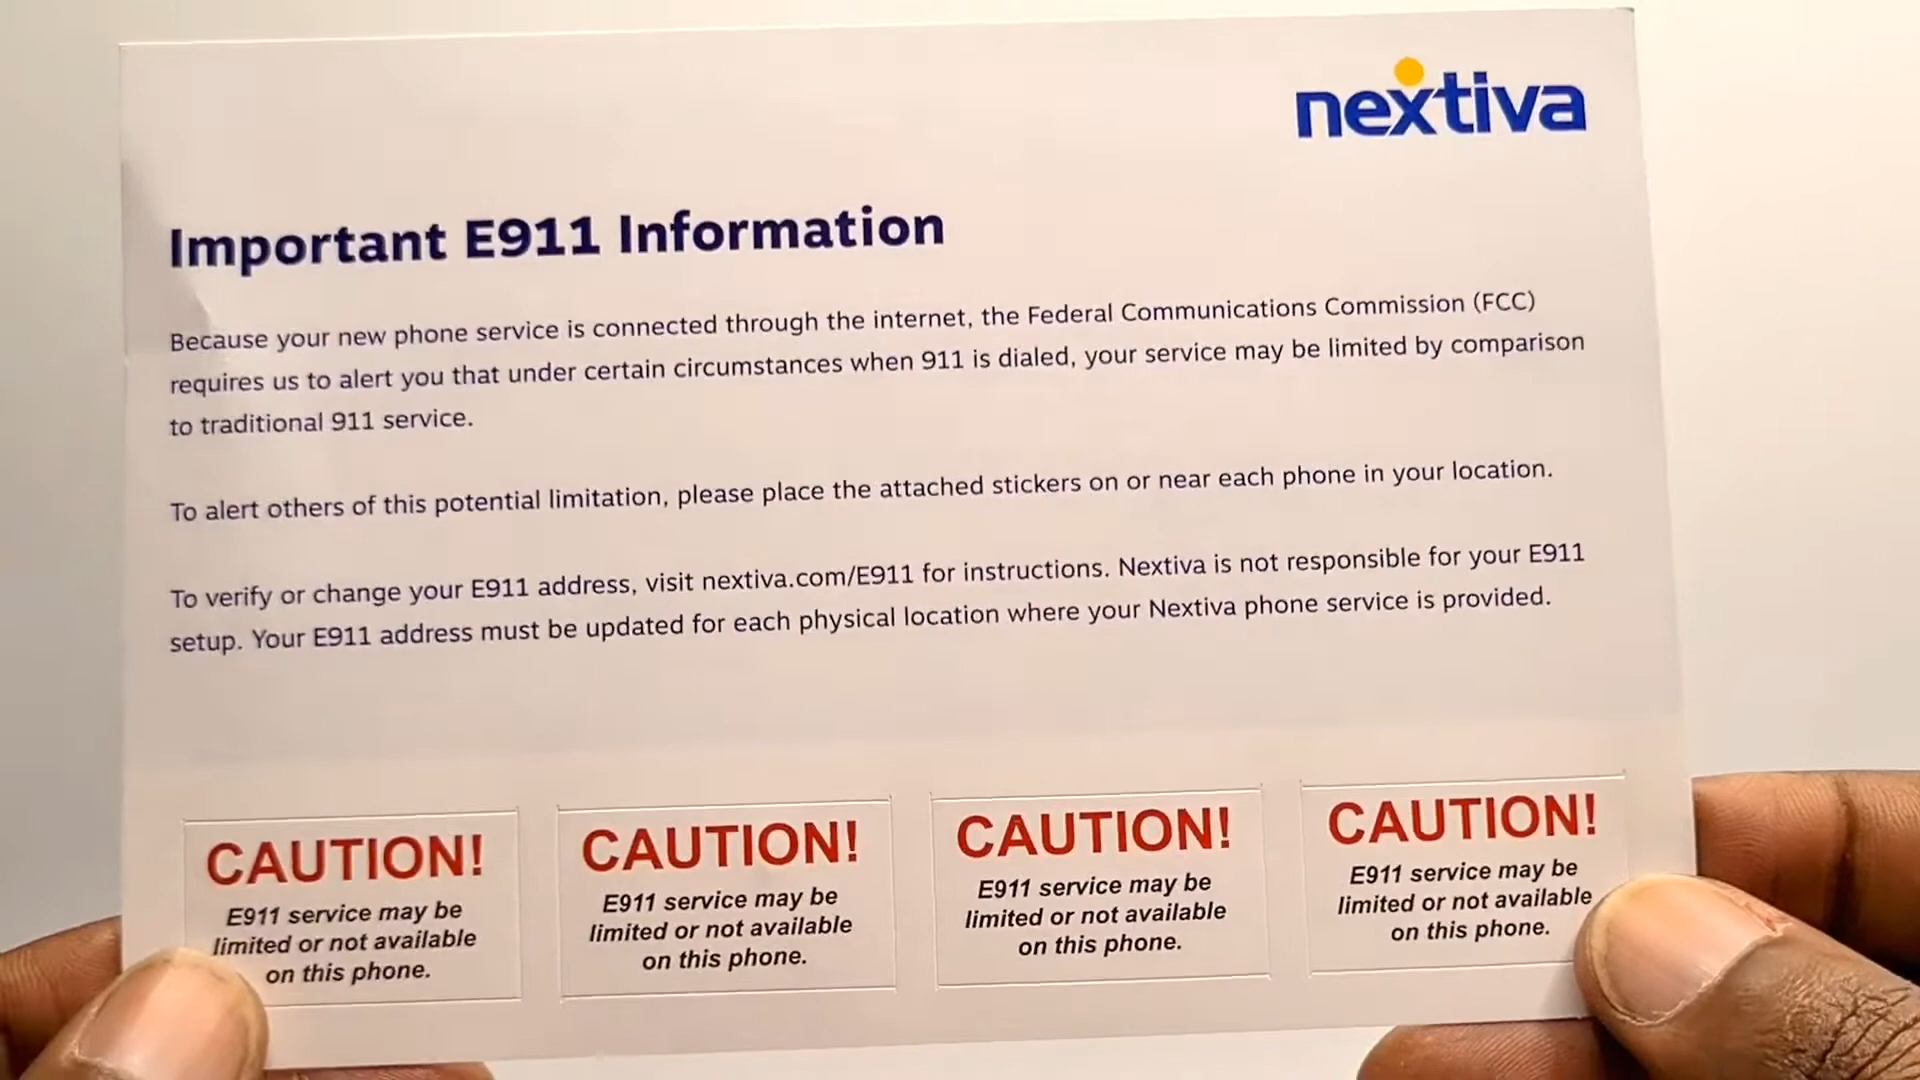 nextiva
Important E911 Information
Because your new phone service is connected through the internet, the Federal Communications Commission (FCC)
requires us to alert you that under certain circumstances when 911 is dialed, your service may be limited by comparison
to traditional 911 service.
To alert others of this potential limitation, please place the attached stickers on or near each phone in your location.
To verify or change your E911 address, visit nextiva.com/E911 for instructions. Nextiva is not responsible for your E911
setup. Your E911 address must be updated for each physical location where your Nextiva phone service is provided.
CAUTION!
E911 service may be
limited or not available
on this phone.
CAUTION!
E911 service may be
limited or not available
on this phone.
CAUTION!
E911 service may be
limited or not available
on this phone.
CAUTION!
E911 service may be
limited or not available
on this phone.